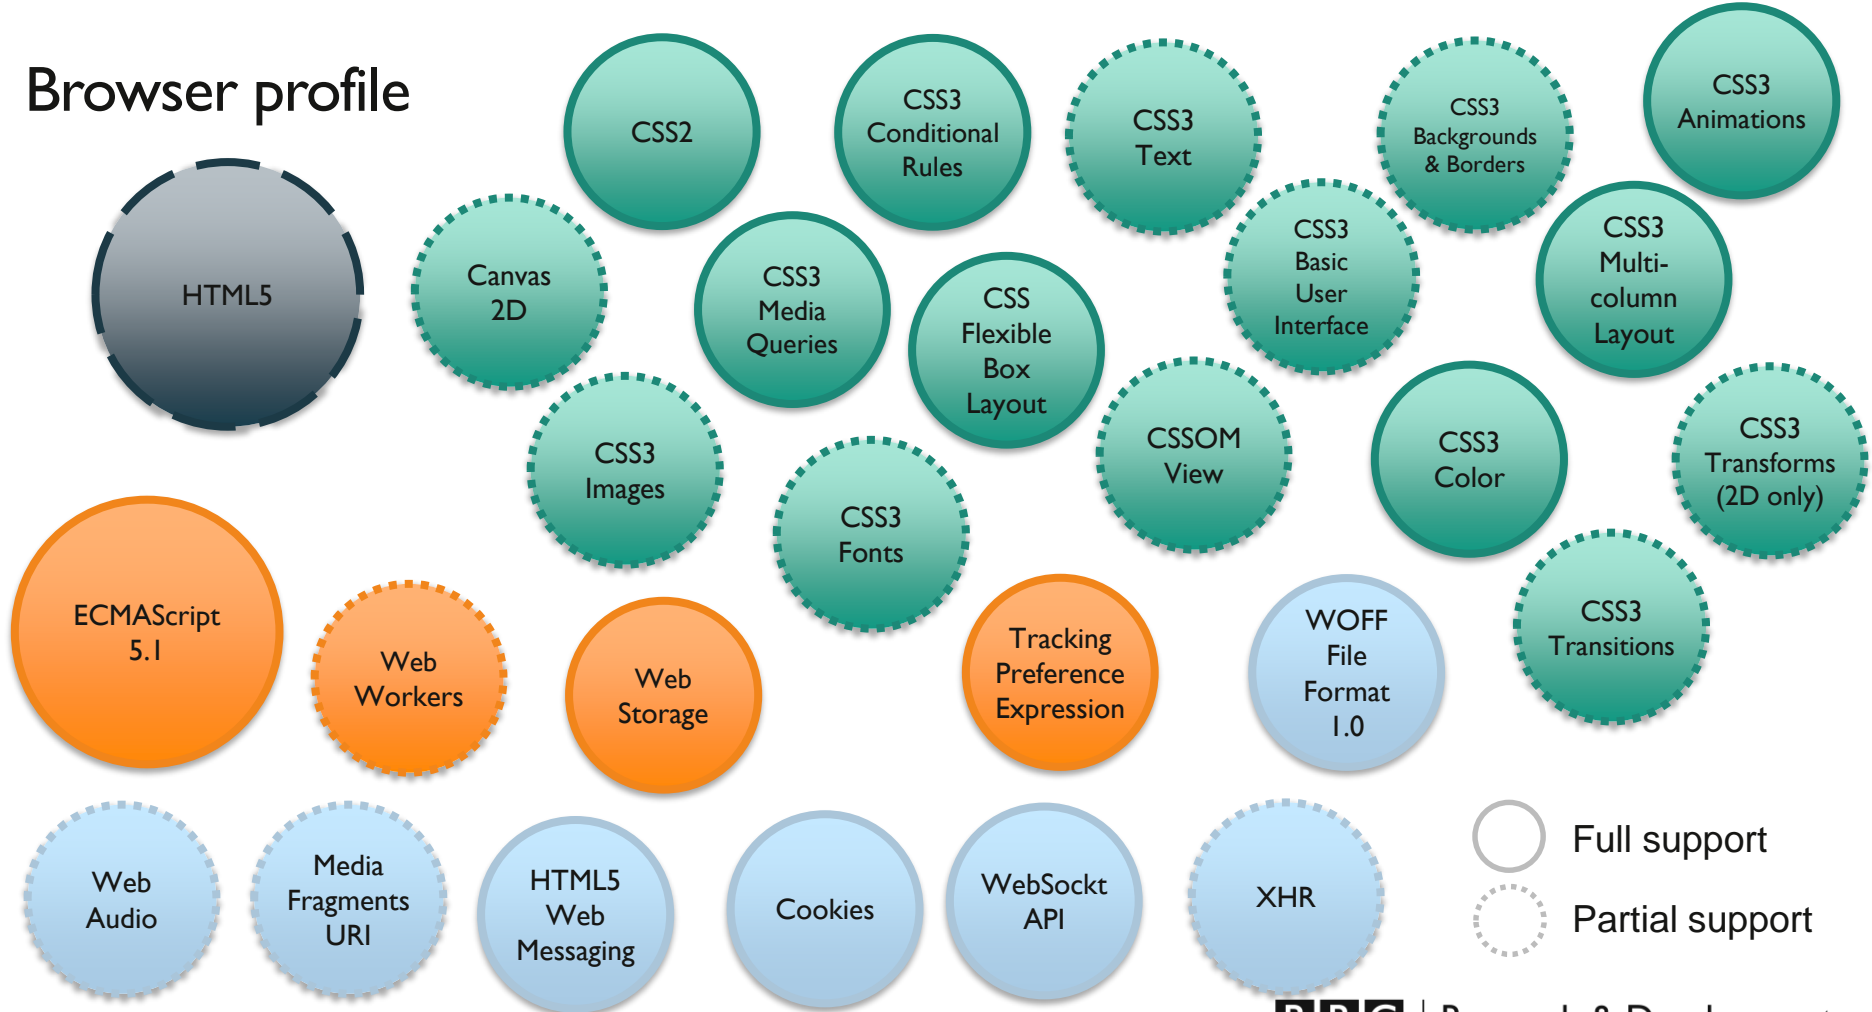 Browser profile
CSS2
CSS3
Conditional
Rules
CSS3
Text
CSS3
Backgrounds
& Borders
CSS3
Animations
HTML5
Canvas
2D
CSS3
Media
Queries
CSS
Flexible
Box
Layout
CSS3
Basic
User
Interface
CSS3
Multi-
column
Layout
CSS3
Images
CSS3
Fonts
CSSOM
View
CSS3
Color
CSS3
Transforms
(2D only)
ECMAScript
5.1
Web
Workers
Web
Storage
Tracking
Preference
Expression
WOFF
File
Format
1.0
CSS3
Transitions
Web
Audio
Media
Fragments
URI
HTML5
Web
Messaging
Cookies
WebSockt
API
XHR
Full support
Partial support